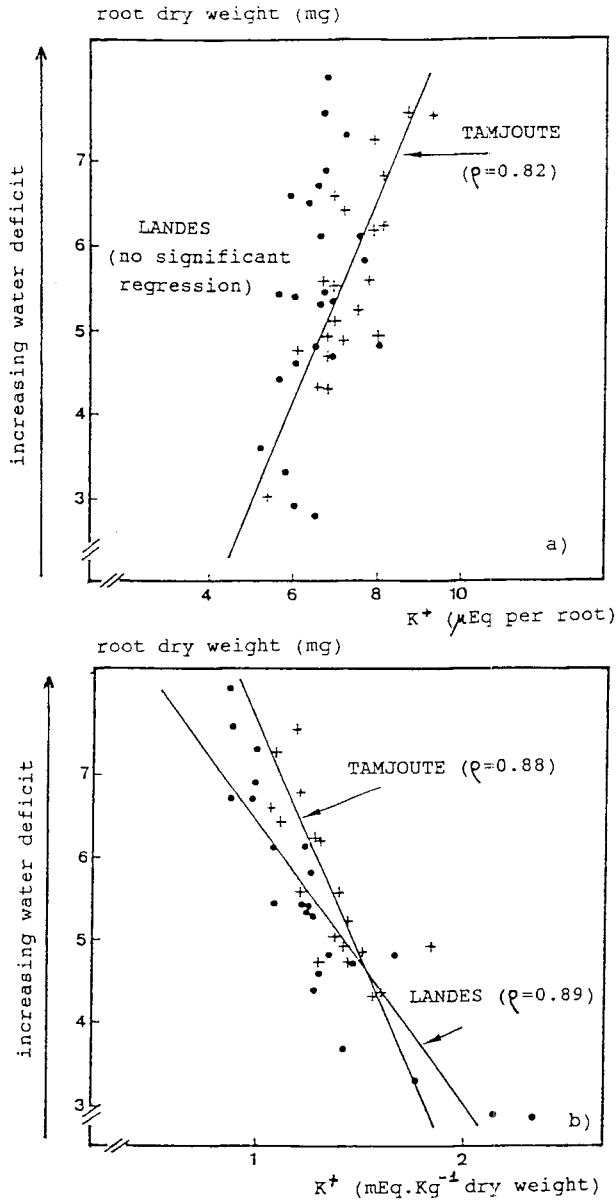 root dry weight (mg)
increasing water deficit
7
6
5
4
3
TAMJOUTE
(ρ=0.82)
LANDES
(no significant
regression)
a)
4
6
8
10
K+ (μEq per root)
root dry weight (mg)
increasing water deficit
7
6
5
4
3
TAMJOUTE (ρ=0.88)
LANDES (ρ=0.89)
b)
1
2
K+ (mEq.Kg-1 dry weight)